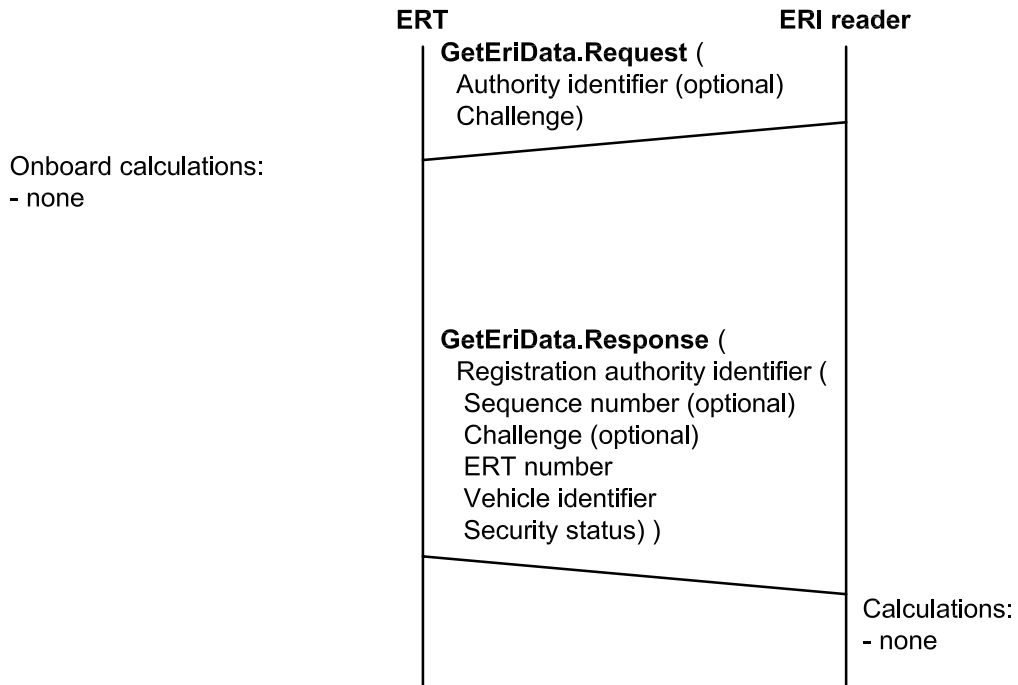 ERT
ERI reader
GetEriData.Request (
Authority identifier (optional)
Challenge)
Onboard calculations:
- none
GetEriData.Response (
Registration authority identifier (
Sequence number (optional)
Challenge (optional)
ERT number
Vehicle identifier
Security status) )
Calculations:
- none